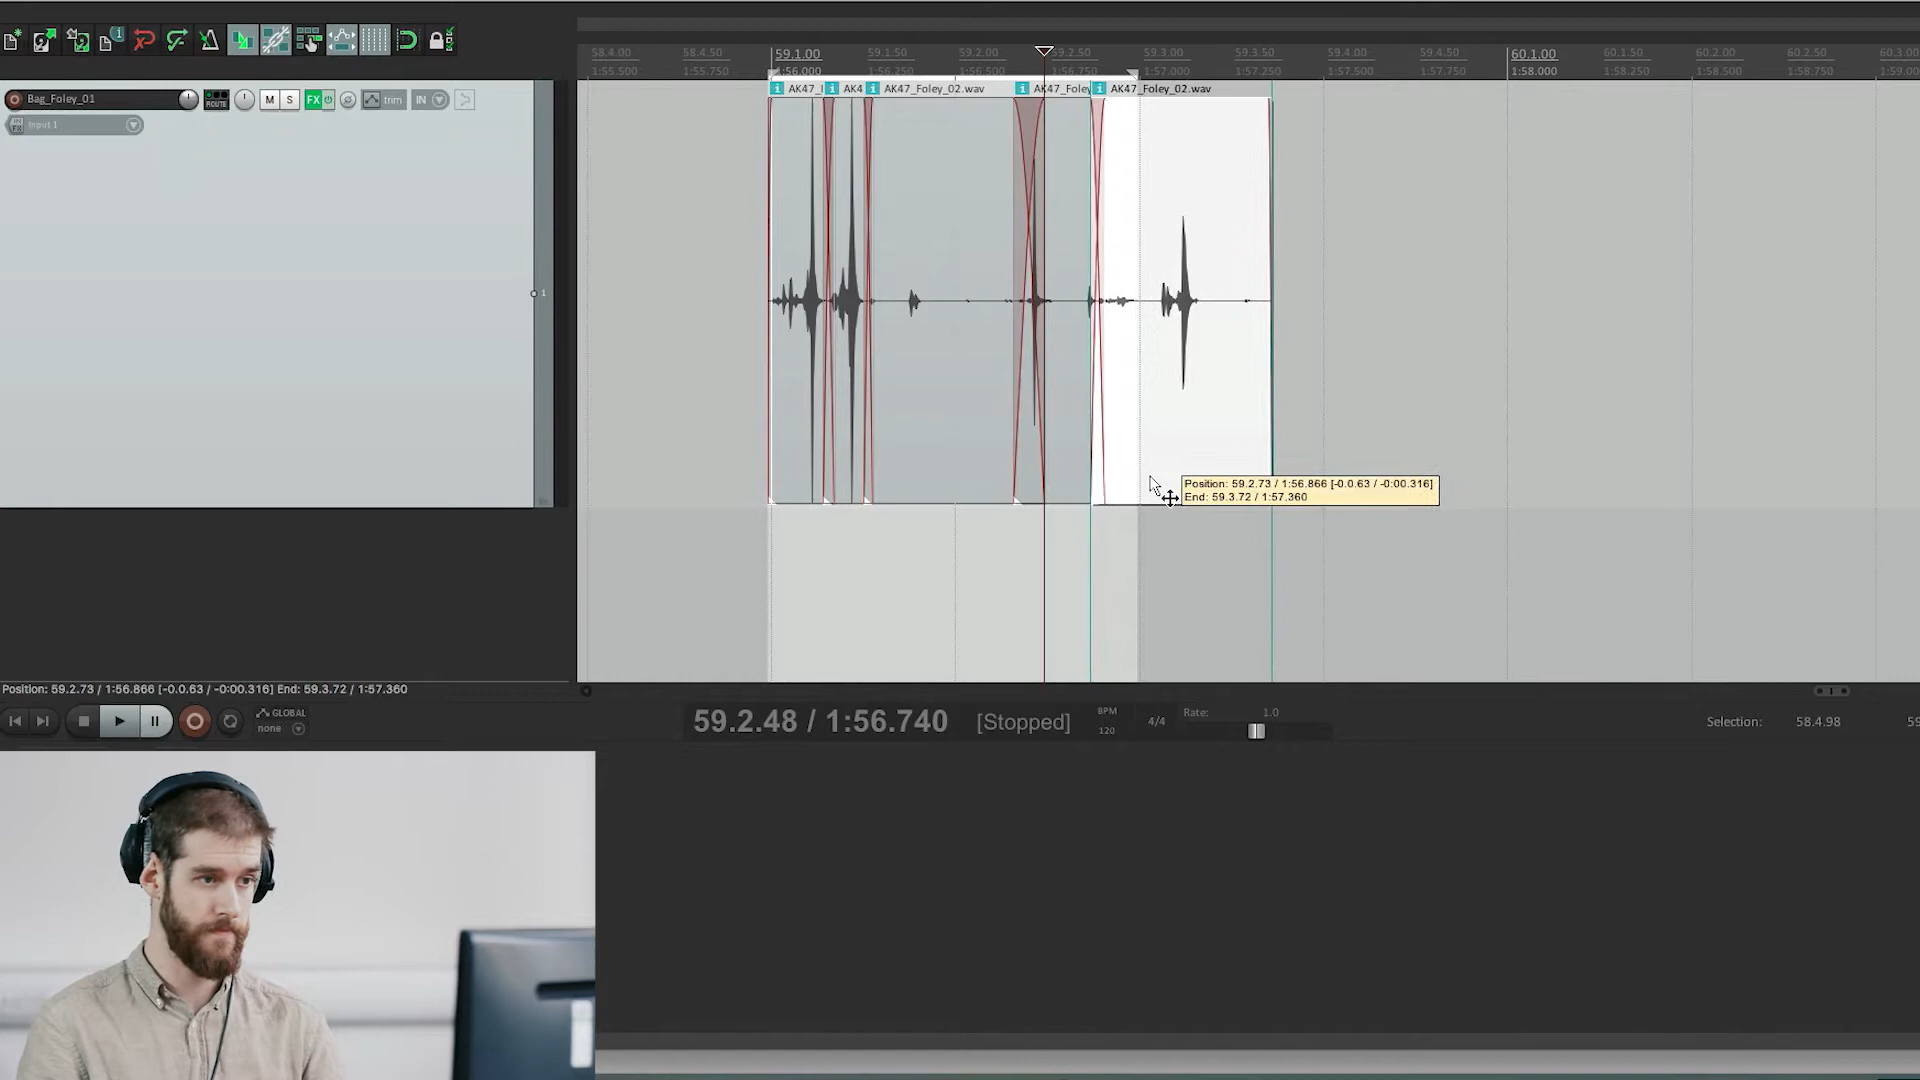 58.4.00 58.4.50 59.1.00 59.1.50 59.2.00 59.2.50 59.3.00 59.3.50 59.4.00 59.4.50 60.1.00 60.1.50 60.2.00 60.2.50 60.3.00
1:55.500 1:55.750 1:56.000 1:56.250 1:56.500 1:56.750 1:57.000 1:57.250 1:57.500 1:57.750 1:58.000 1:58.250 1:58.500 1:58.750 1:59.00
i AK47_I i AK4 i AK47_Foley_02.wav i AK47_Foley i AK47_Foley_02.wav
Bag_Foley_01 ROUTE M S FX trim IN
IN FX Input 1
1
Position: 59.2.73 / 1:56.866 [-0.0.63 / -0:00.316]
End: 59.3.72 / 1:57.360
Position: 59.2.73 / 1:56.866 [-0.0.63 / -0:00.316] End: 59.3.72 / 1:57.360
GLOBAL
none
59.2.48 / 1:56.740 [Stopped]
BPM
120
4/4
Rate: 1.0
Selection: 58.4.98 59